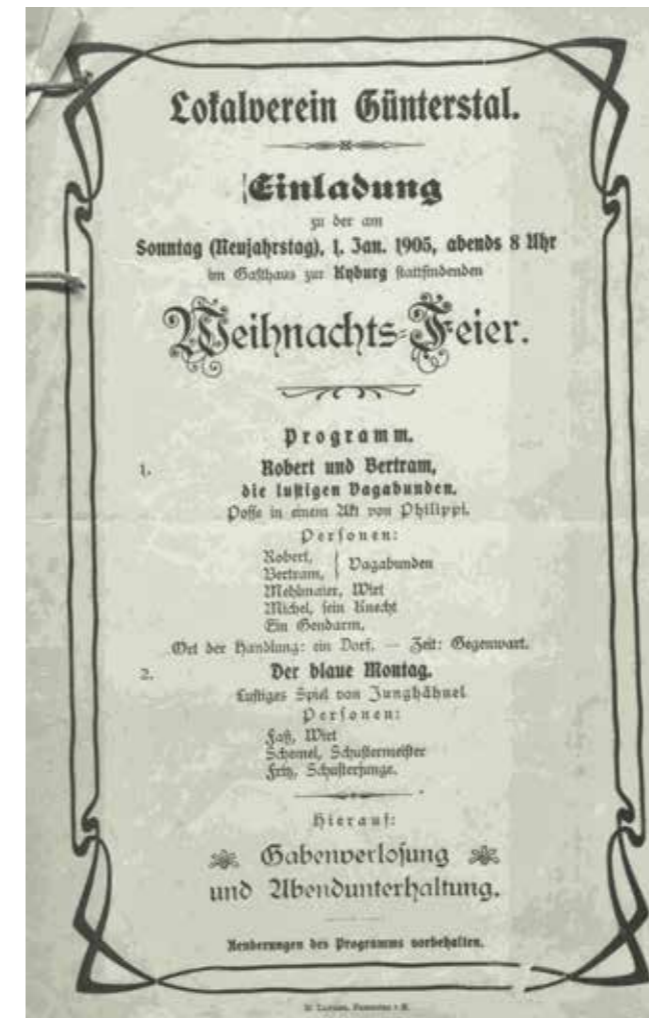 Lokalverein Günterstal.
Einladung
zu der am
Sonntag (Neujahrstag), 1. Jan. 1905, abends 8 Uhr
im Gasthaus zur Kyburg stattfindenden
Weihnachts-Feier.
Programm.
1. Robert und Bertram,
die lustigen Vagabunden.
Posse in einem Akt von Philippi.
Personen:
Robert,
Bertram, } Vagabunden
Mehlmaier, Wirt
Michel, sein Knecht
Ein Gendarm.
Ort der Handlung: ein Dorf. — Zeit: Gegenwart.
2. Der blaue Montag.
Lustiges Spiel von Junghähnel
Personen:
Faß, Wirt
Schemel, Schustermeister
Fritz, Schusterjunge.
Hierauf:
Gabenverlosung
und Abendunterhaltung.
Aenderungen des Programms vorbehalten.